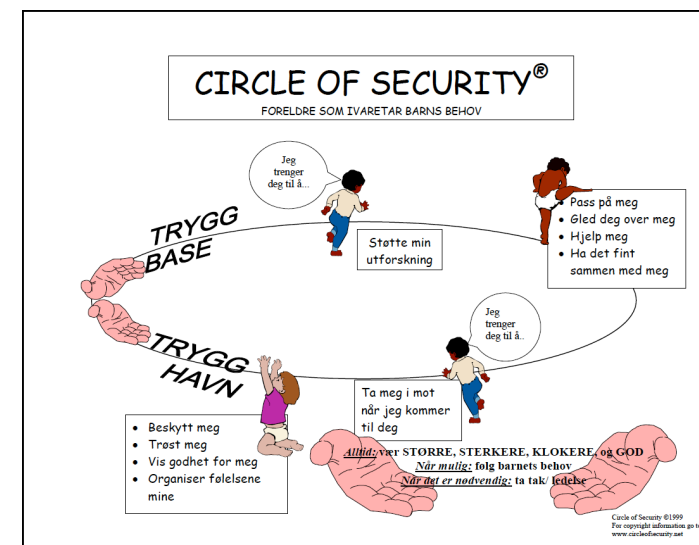 CIRCLE OF SECURITY®
FORELDRE SOM IVARETAR BARNS BEHOV
Jeg
trenger
deg til å...
TRYGG
BASE
Støtte min
utforskning
• Pass på meg
• Gled deg over meg
• Hjelp meg
• Ha det fint
sammen med meg
Jeg
trenger
deg til å..
TRYGG
HAVN
Ta meg i mot
når jeg kommer
til deg
• Beskytt meg
• Trøst meg
• Vis godhet for meg
• Organiser følelsene
mine
Alltid: vær STØRRE, STERKERE, KLOKERE, og GOD
Når mulig: følg barnets behov
Når det er nødvendig: ta tak/ ledelse
Circle of Security ©1999
For copyright information go to
www.circleofsecurity.net